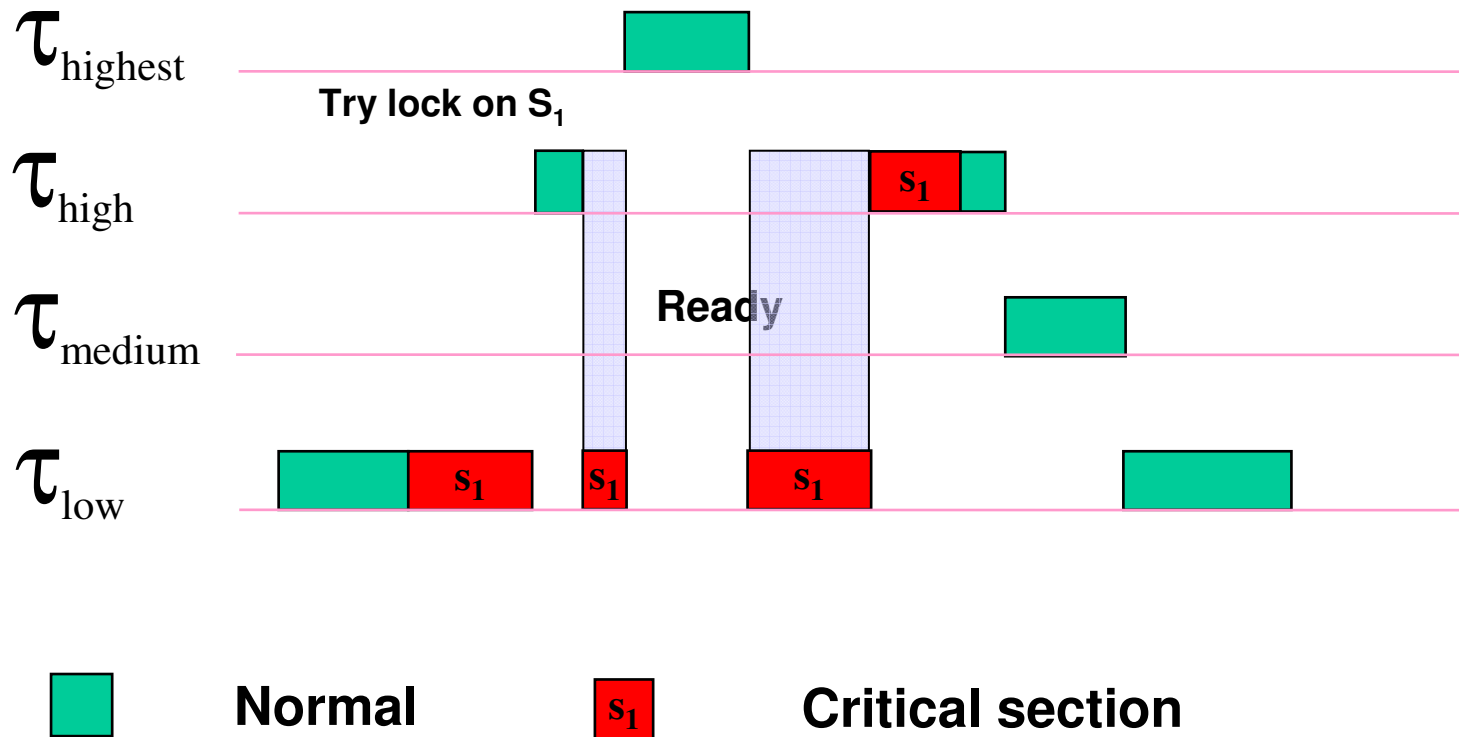 τhighest
Try lock on S₁
τhigh
s₁
Ready
τmedium
τlow
s₁
s₁
s₁
Normal
s₁
Critical section